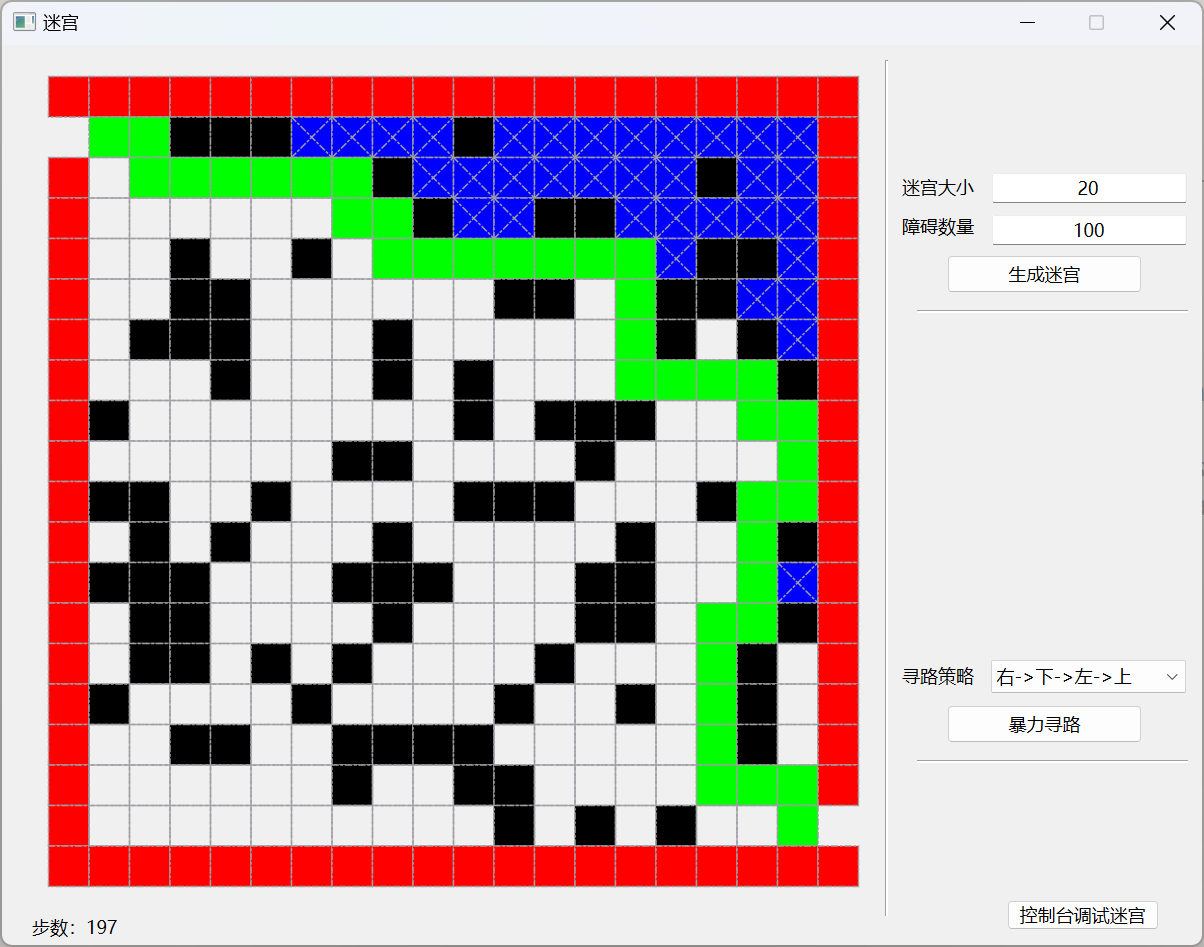 迷宫
迷宫大小 20
障碍数量 100
生成迷宫
寻路策略 右->下->左->上
暴力寻路
控制台调试迷宫
步数：197